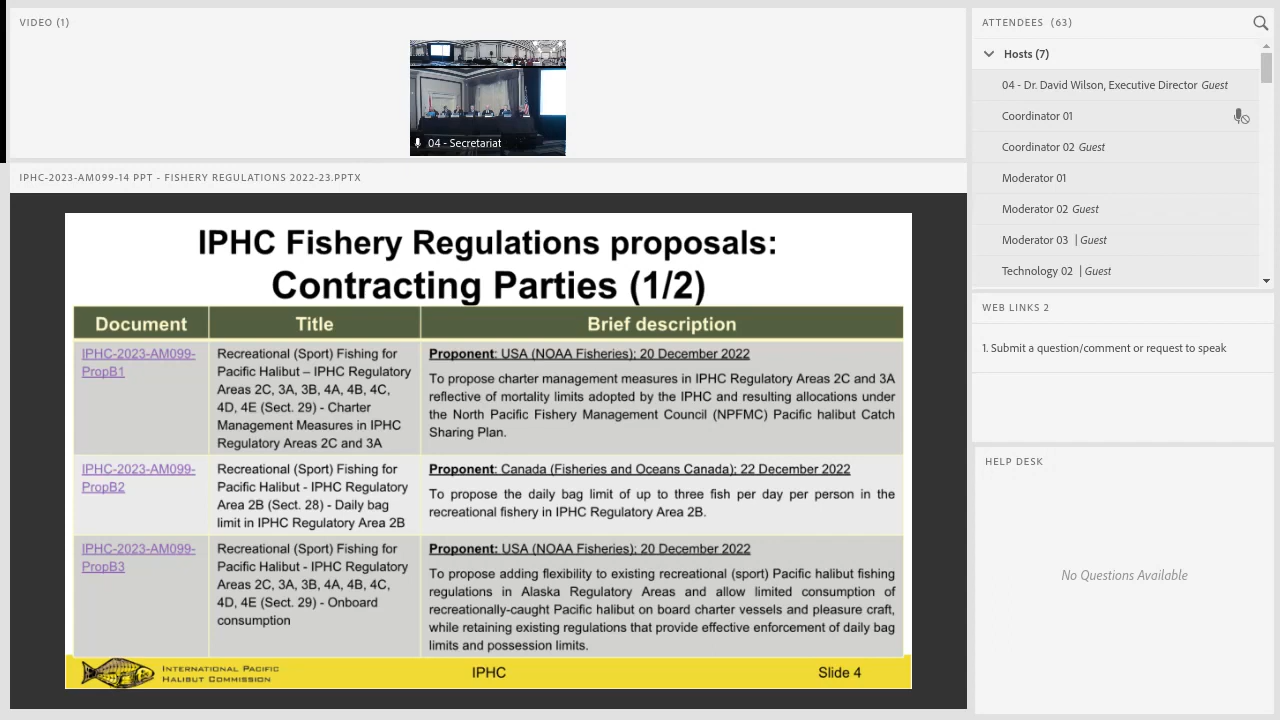 VIDEO (1)
04 - Secretariat
IPHC-2023-AM099-14 PPT - FISHERY REGULATIONS 2022-23.PPTX
IPHC Fishery Regulations proposals:
Contracting Parties (1/2)
Document
Title
Brief description
IPHC-2023-AM099-
PropB1
Recreational (Sport) Fishing for
Pacific Halibut – IPHC Regulatory
Areas 2C, 3A, 3B, 4A, 4B, 4C,
4D, 4E (Sect. 29) - Charter
Management Measures in IPHC
Regulatory Areas 2C and 3A
Proponent: USA (NOAA Fisheries); 20 December 2022
To propose charter management measures in IPHC Regulatory Areas 2C and 3A
reflective of mortality limits adopted by the IPHC and resulting allocations under
the North Pacific Fishery Management Council (NPFMC) Pacific halibut Catch
Sharing Plan.
IPHC-2023-AM099-
PropB2
Recreational (Sport) Fishing for
Pacific Halibut - IPHC Regulatory
Area 2B (Sect. 28) - Daily bag
limit in IPHC Regulatory Area 2B
Proponent: Canada (Fisheries and Oceans Canada); 22 December 2022
To propose the daily bag limit of up to three fish per day per person in the
recreational fishery in IPHC Regulatory Area 2B.
IPHC-2023-AM099-
PropB3
Recreational (Sport) Fishing for
Pacific Halibut - IPHC Regulatory
Areas 2C, 3A, 3B, 4A, 4B, 4C,
4D, 4E (Sect. 29) - Onboard
consumption
Proponent: USA (NOAA Fisheries); 20 December 2022
To propose adding flexibility to existing recreational (sport) Pacific halibut fishing
regulations in Alaska Regulatory Areas and allow limited consumption of
recreationally-caught Pacific halibut on board charter vessels and pleasure craft,
while retaining existing regulations that provide effective enforcement of daily bag
limits and possession limits.
INTERNATIONAL PACIFIC
HALIBUT COMMISSION
IPHC
Slide 4
ATTENDEES (63)
Hosts (7)
04 - Dr. David Wilson, Executive Director Guest
Coordinator 01
Coordinator 02 Guest
Moderator 01
Moderator 02 Guest
Moderator 03 | Guest
Technology 02 | Guest
WEB LINKS 2
1. Submit a question/comment or request to speak
HELP DESK
No Questions Available